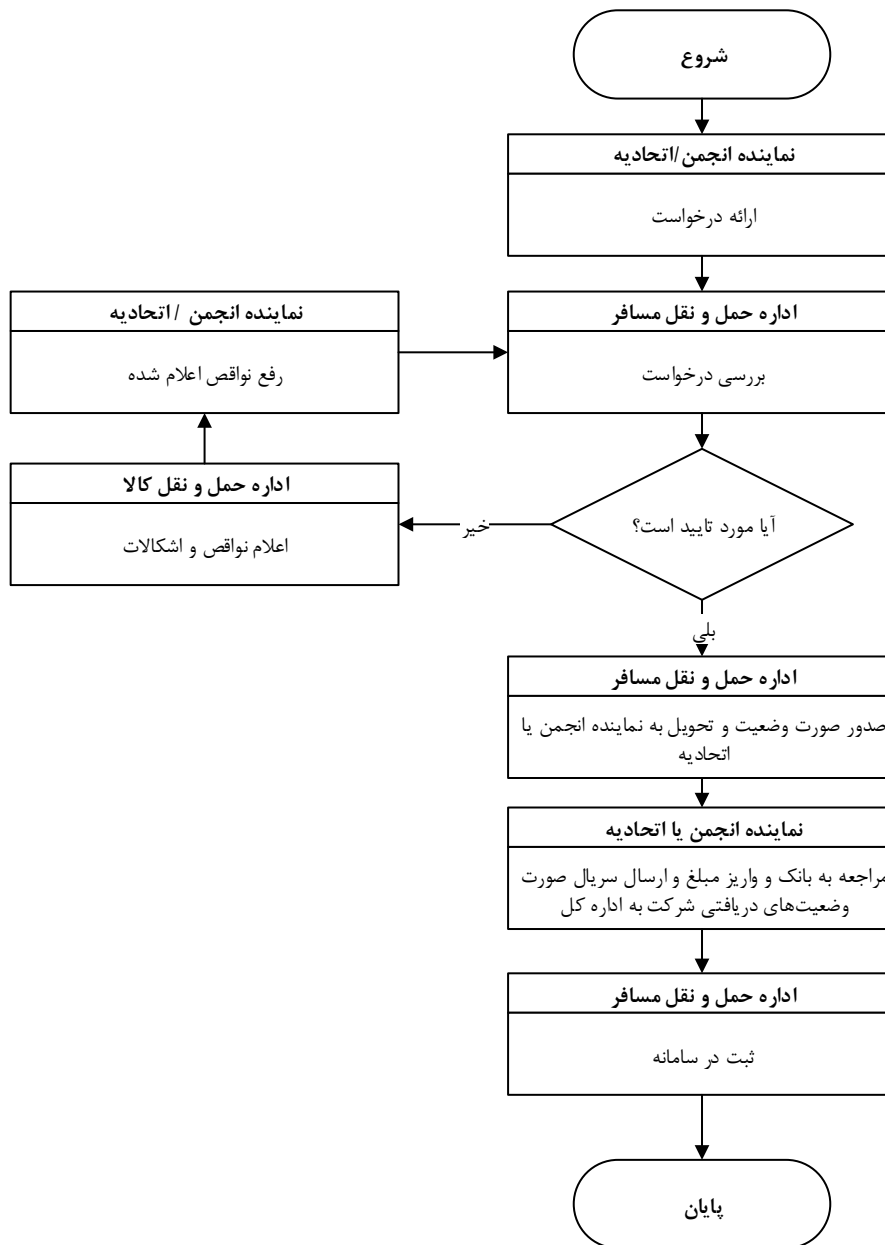 شروع
نماینده انجمن/اتحادیه
ارائه درخواست
اداره حمل و نقل مسافر
بررسی درخواست
نماینده انجمن / اتحادیه
رفع نواقص اعلام شده
اداره حمل و نقل کالا
اعلام نواقص و اشکالات
آیا مورد تایید است؟
خیر
بلی
اداره حمل و نقل مسافر
صدور صورت وضعیت و تحویل به نماینده انجمن یا
اتحادیه
نماینده انجمن یا اتحادیه
مراجعه به بانک و واریز مبلغ و ارسال سریال صورت
وضعیت‌های دریافتی شرکت به اداره کل
اداره حمل و نقل مسافر
ثبت در سامانه
پایان